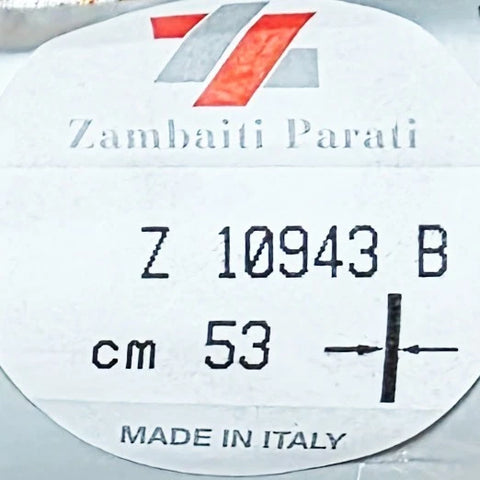 Zambaiti Parati
Z 10943 B
cm 53
MADE IN ITALY